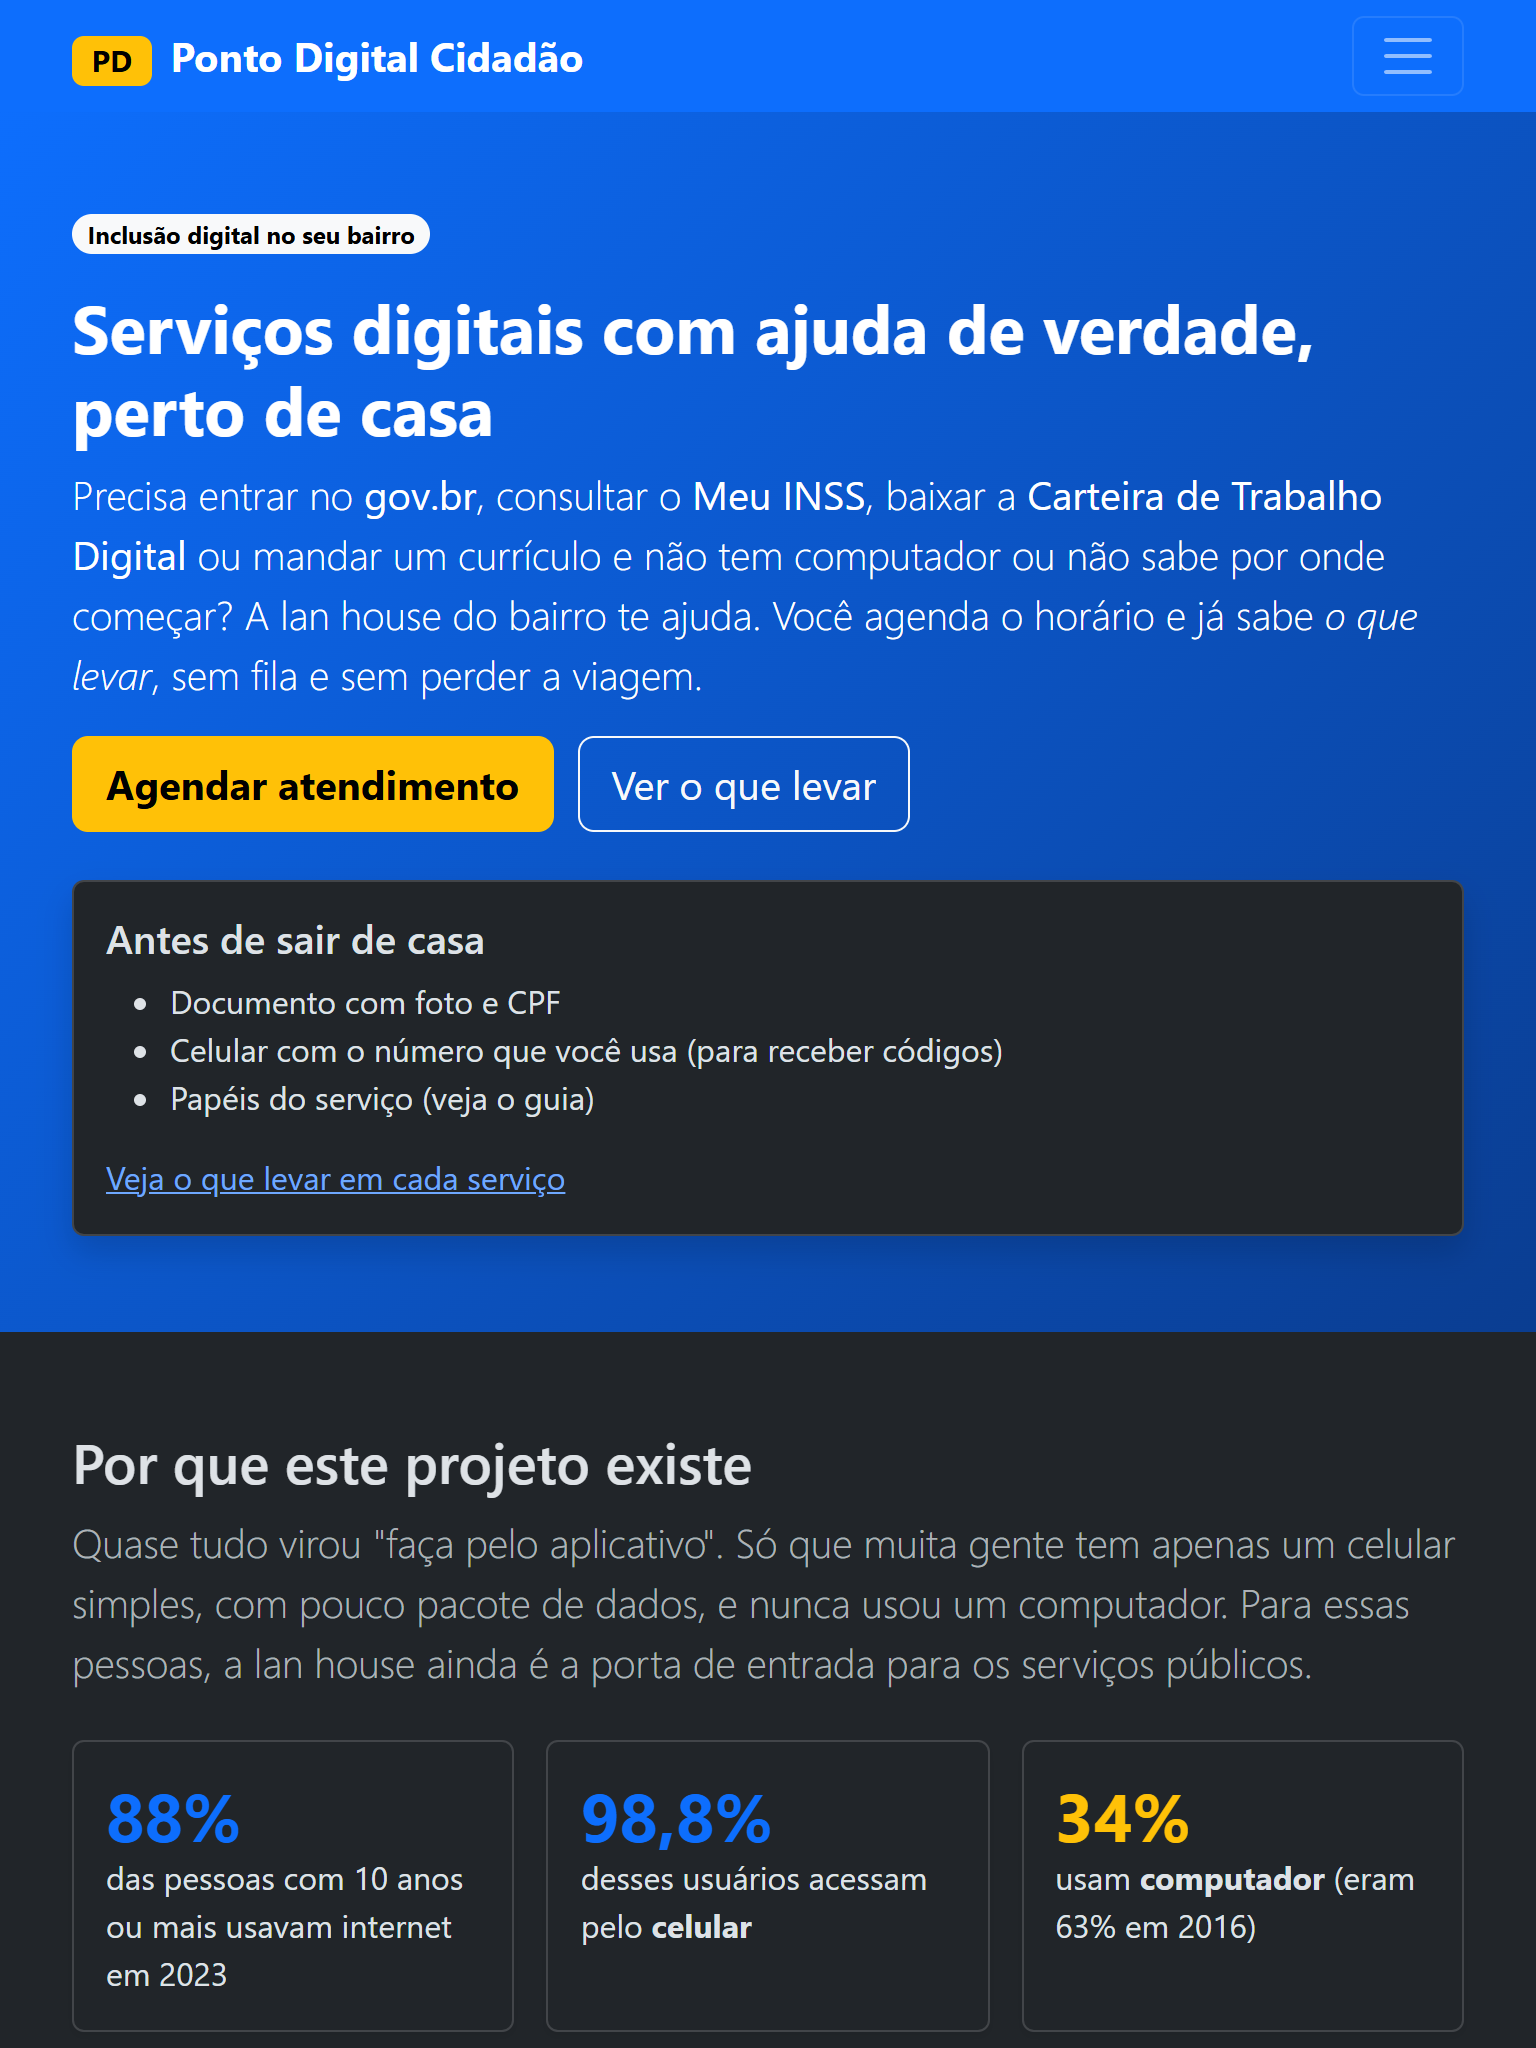 PD Ponto Digital Cidadão
Inclusão digital no seu bairro
Serviços digitais com ajuda de verdade,
perto de casa
Precisa entrar no gov.br, consultar o Meu INSS, baixar a Carteira de Trabalho
Digital ou mandar um currículo e não tem computador ou não sabe por onde
começar? A lan house do bairro te ajuda. Você agenda o horário e já sabe o que
levar, sem fila e sem perder a viagem.
Agendar atendimento
Ver o que levar
Antes de sair de casa
• Documento com foto e CPF
• Celular com o número que você usa (para receber códigos)
• Papéis do serviço (veja o guia)
Veja o que levar em cada serviço
Por que este projeto existe
Quase tudo virou "faça pelo aplicativo". Só que muita gente tem apenas um celular
simples, com pouco pacote de dados, e nunca usou um computador. Para essas
pessoas, a lan house ainda é a porta de entrada para os serviços públicos.
88%
das pessoas com 10 anos
ou mais usavam internet
em 2023
98,8%
desses usuários acessam
pelo celular
34%
usam computador (eram
63% em 2016)